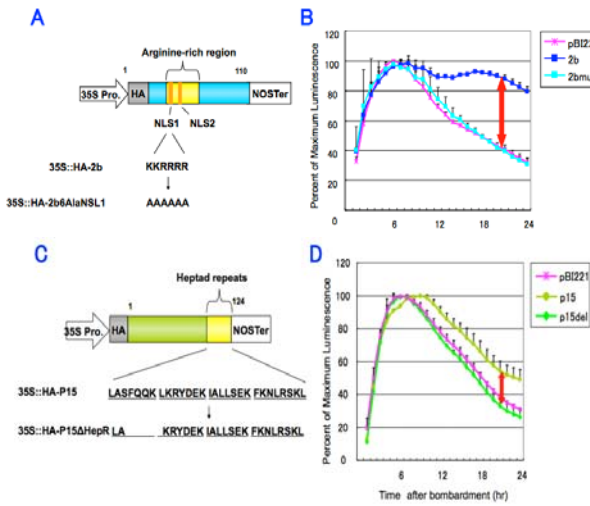 A
Arginine-rich region
1
110
35S Pro.
HA
NOSTer
NLS1
NLS2
35S::HA-2b
KKRRRR
35S::HA-2b6AlaNSL1
AAAAAA
B
Percent of Maximum Luminescence
120
100
80
60
40
20
0
0 6 12 18 24
2b
C
Heptad repeats
1
124
35S Pro.
HA
NOSTer
35S::HA-P15
LASFQQK LKRYDEK IALLSEK FKNLRSKL
35S::HA-P15ΔHepR
LA KRYDEK IALLSEK FKNLRSKL
D
Percent of Maximum Luminescence
120
100
80
60
40
20
0
0 6 12 18 24
Time after bombardment (hr)
pBI221
p15
p15del